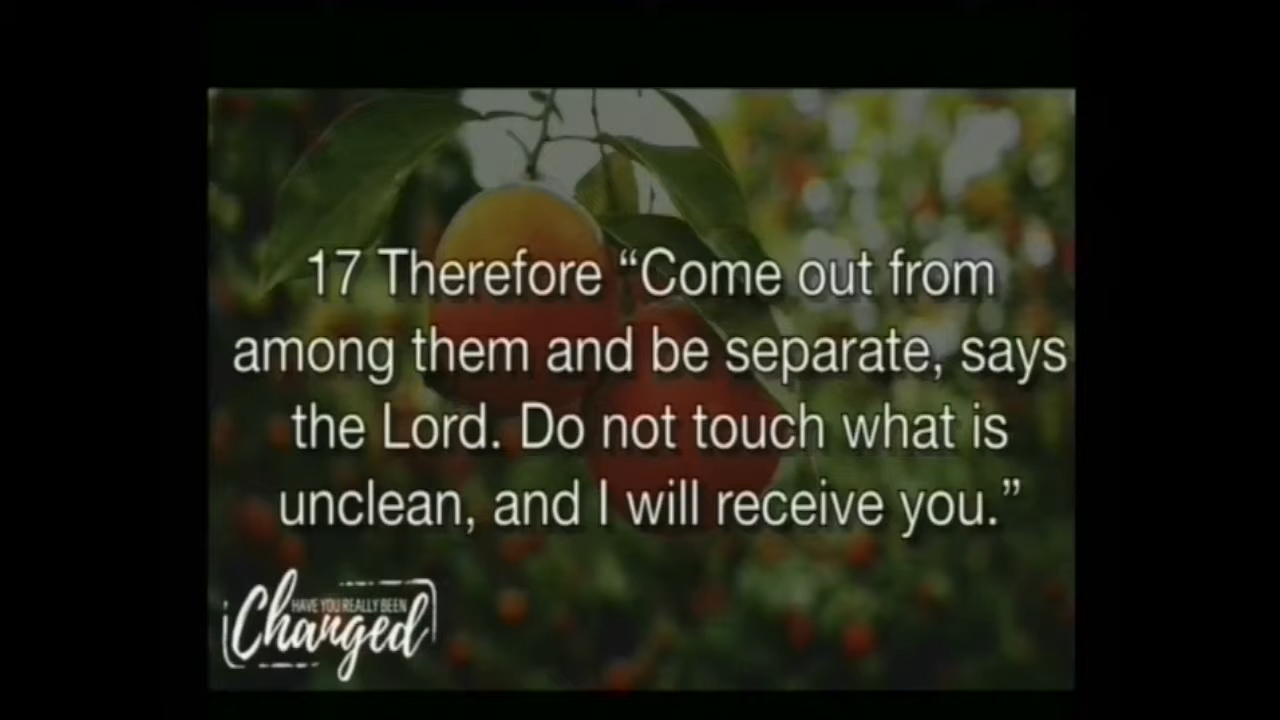 17 Therefore “Come out from
among them and be separate, says
the Lord. Do not touch what is
unclean, and I will receive you.”
HAVE YOU REALLY BEEN
Changed